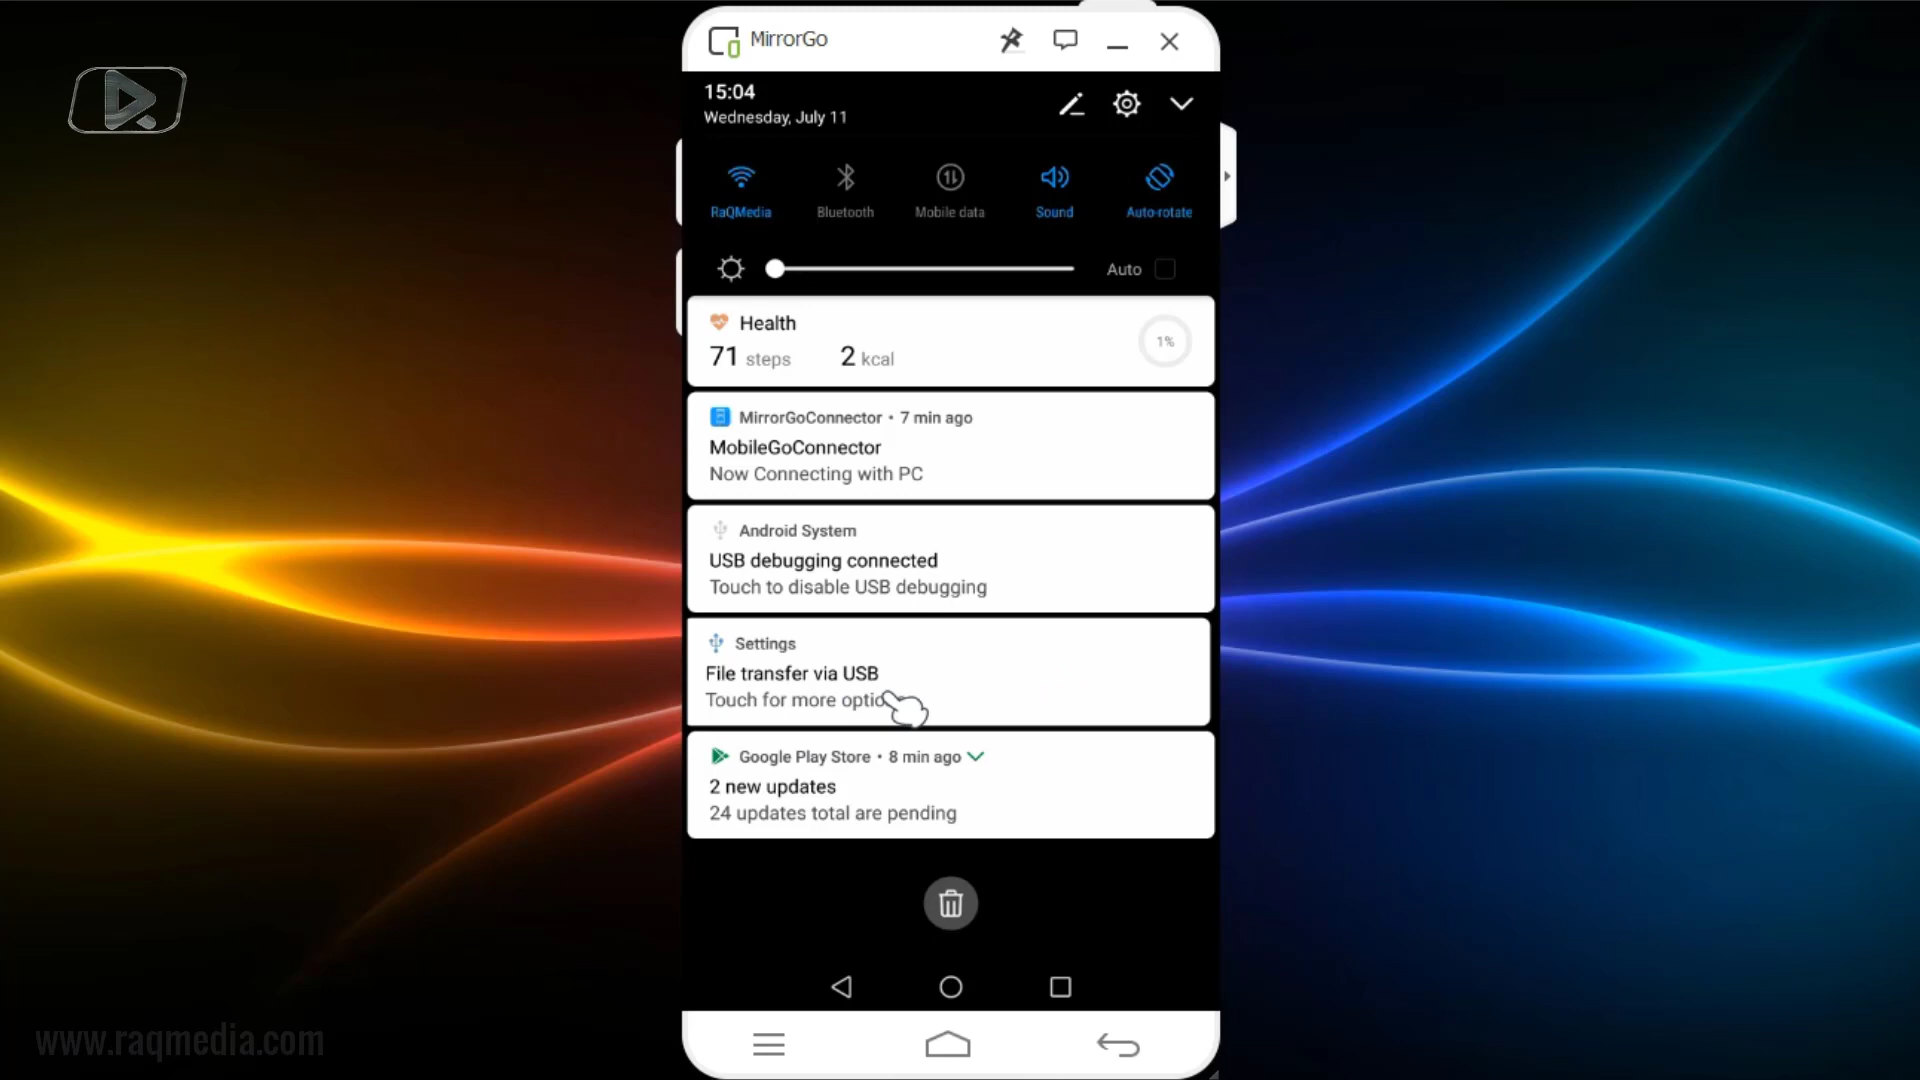 MirrorGo
15:04
Wednesday, July 11
RaQMedia
Bluetooth
Mobile data
Sound
Auto-rotate
Auto
Health
71 steps 2 kcal
1%
MirrorGoConnector • 7 min ago
MobileGoConnector
Now Connecting with PC
Android System
USB debugging connected
Touch to disable USB debugging
Settings
File transfer via USB
Touch for more optio
Google Play Store • 8 min ago
2 new updates
24 updates total are pending
www.raqmedia.com